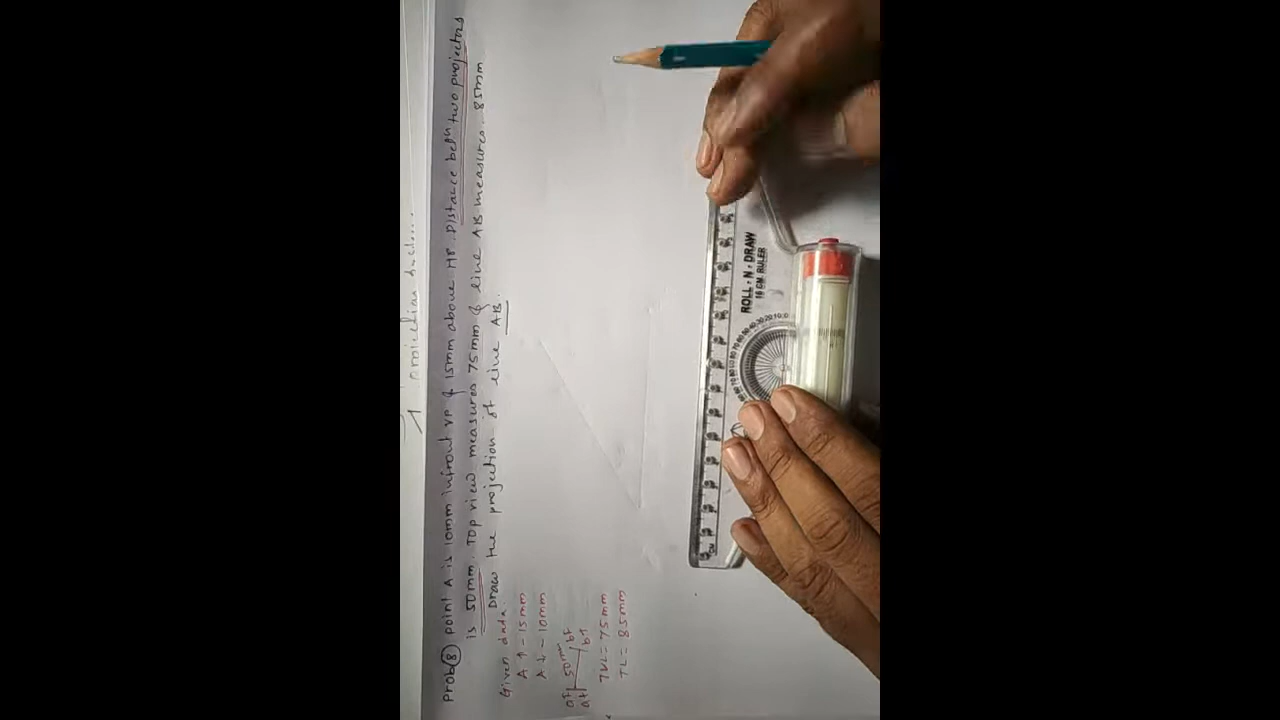 projection
PROB 8 point A is 10mm infront VP & 15mm above HP. Distance betn two projectors
is 50mm. Top view measures 75mm & line AB measures 85mm
Draw the projection of line AB.
Given data.
A ↑ - 15mm
A ↓ - 10mm
50mm
TVL = 75mm
TL = 85mm
ROLL-N-DRAW
15 CM. RULER
CM